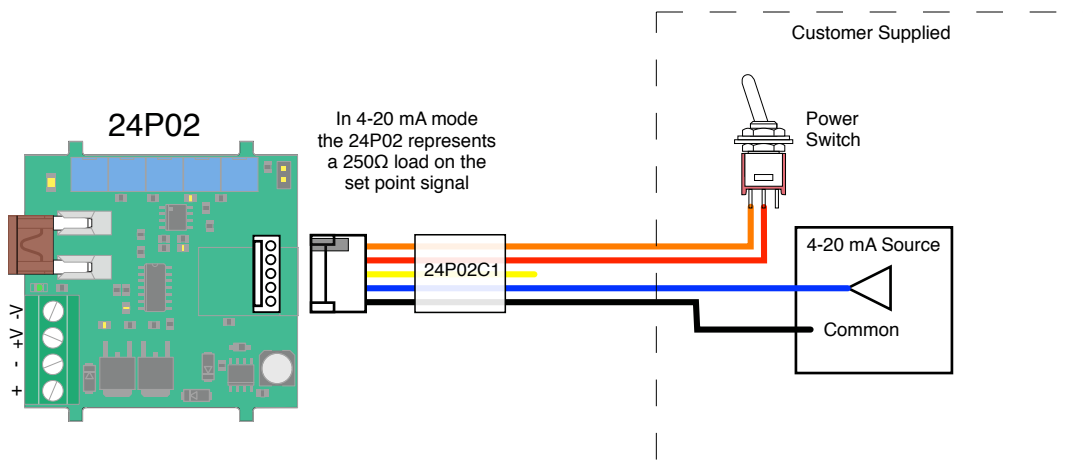 Customer Supplied
24P02
In 4-20 mA mode
the 24P02 represents
a 250Ω load on the
set point signal
Power
Switch
24P02C1
4-20 mA Source
Common
-V
+V
-
+